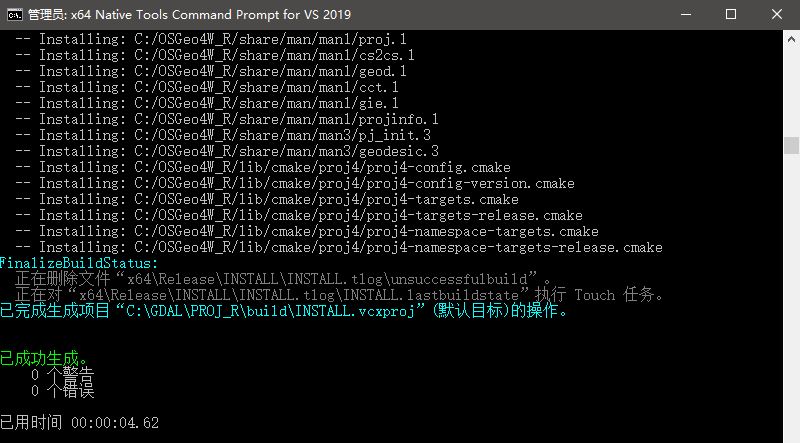 管理员: x64 Native Tools Command Prompt for VS 2019
-- Installing: C:/OSGeo4W_R/share/man/man1/proj.1
-- Installing: C:/OSGeo4W_R/share/man/man1/cs2cs.1
-- Installing: C:/OSGeo4W_R/share/man/man1/geod.1
-- Installing: C:/OSGeo4W_R/share/man/man1/cct.1
-- Installing: C:/OSGeo4W_R/share/man/man1/gie.1
-- Installing: C:/OSGeo4W_R/share/man/man1/projinfo.1
-- Installing: C:/OSGeo4W_R/share/man/man3/pj_init.3
-- Installing: C:/OSGeo4W_R/share/man/man3/geodesic.3
-- Installing: C:/OSGeo4W_R/lib/cmake/proj4/proj4-config.cmake
-- Installing: C:/OSGeo4W_R/lib/cmake/proj4/proj4-config-version.cmake
-- Installing: C:/OSGeo4W_R/lib/cmake/proj4/proj4-targets.cmake
-- Installing: C:/OSGeo4W_R/lib/cmake/proj4/proj4-targets-release.cmake
-- Installing: C:/OSGeo4W_R/lib/cmake/proj4/proj4-namespace-targets.cmake
-- Installing: C:/OSGeo4W_R/lib/cmake/proj4/proj4-namespace-targets-release.cmake
FinalizeBuildStatus:
正在删除文件“x64\Release\INSTALL\INSTALL.tlog\unsuccessfulbuild”。
正在对“x64\Release\INSTALL\INSTALL.tlog\INSTALL.lastbuildstate”执行 Touch 任务。
已完成生成项目“C:\GDAL\PROJ_R\build\INSTALL.vcxproj”(默认目标)的操作。
已成功生成。
0 个警告
0 个错误
已用时间 00:00:04.62